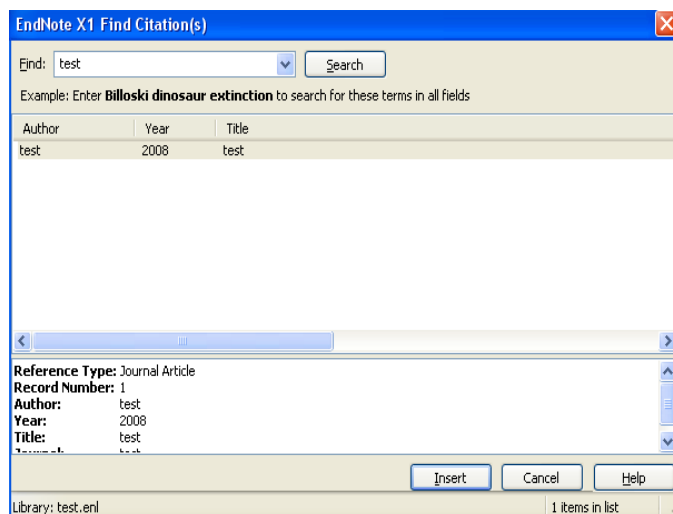 EndNote X1 Find Citation(s)
Find: test Search
Example: Enter Billoski dinosaur extinction to search for these terms in all fields
Author Year Title
test 2008 test
Reference Type: Journal Article
Record Number: 1
Author: test
Year: 2008
Title: test
Journal: test
Insert Cancel Help
Library: test.enl 1 items in list